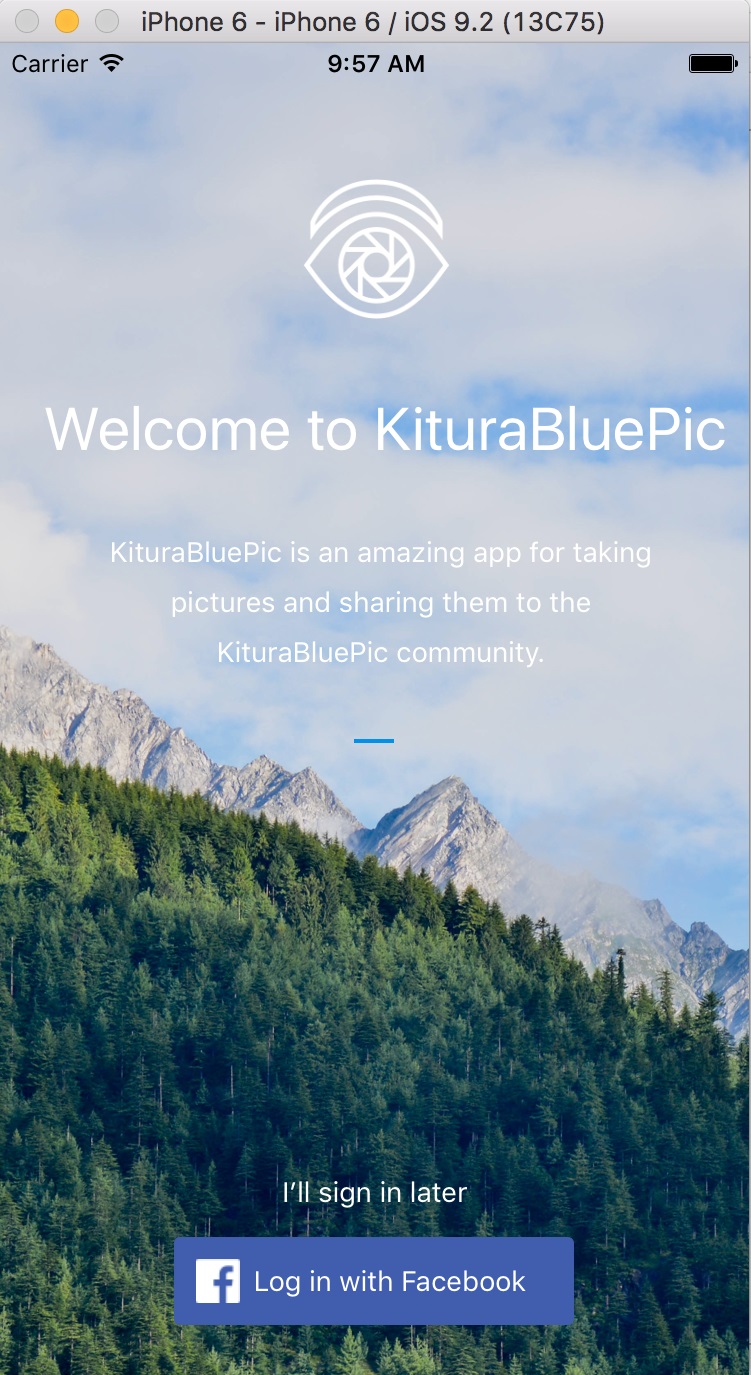 iPhone 6 - iPhone 6 / iOS 9.2 (13C75)
Carrier 9:57 AM
Welcome to KituraBluePic
KituraBluePic is an amazing app for taking
pictures and sharing them to the
KituraBluePic community.
I’ll sign in later
f Log in with Facebook